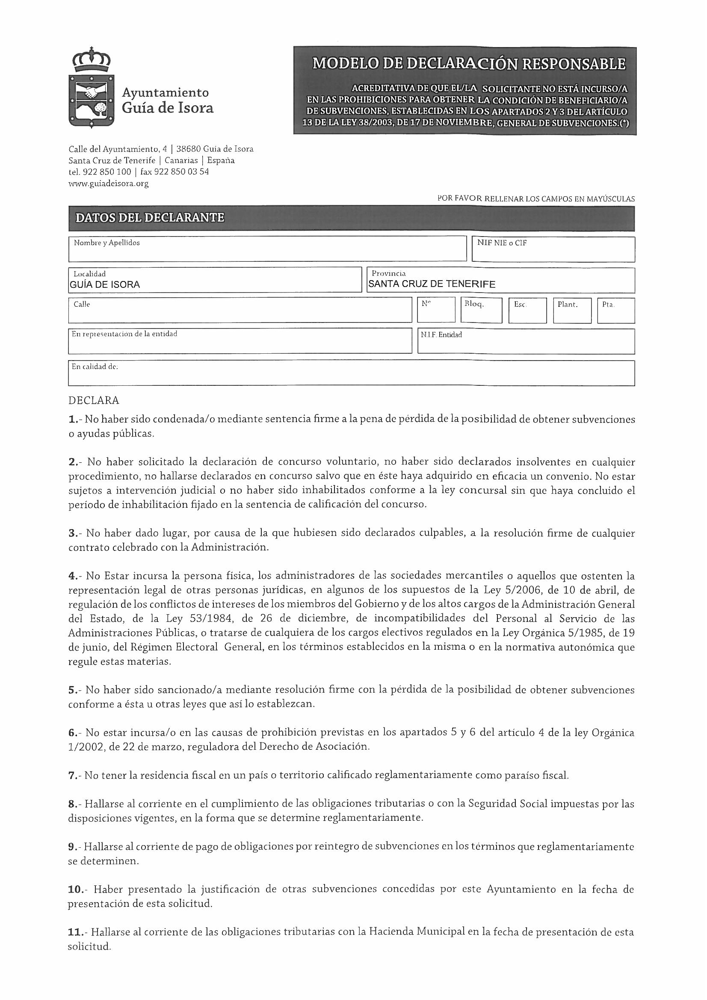 Ayuntamiento
Guía de Isora
MODELO DE DECLARACIÓN RESPONSABLE
ACREDITATIVA DE QUE EL/LA SOLICITANTE NO ESTÁ INCURSO/A
EN LAS PROHIBICIONES PARA OBTENER LA CONDICIÓN DE BENEFICIARIO/A
DE SUBVENCIONES, ESTABLECIDAS EN LOS APARTADOS 2 Y 3 DEL ARTÍCULO
13 DE LA LEY 38/2003, DE 17 DE NOVIEMBRE, GENERAL DE SUBVENCIONES.(*)
Calle del Ayuntamiento, 4 | 38680 Guía de Isora
Santa Cruz de Tenerife | Canarias | España
tel. 922 850 100 | fax 922 850 03 54
www.guiadeisora.org
POR FAVOR RELLENAR LOS CAMPOS EN MAYÚSCULAS
DATOS DEL DECLARANTE
Nombre y Apellidos
NIF NIE o CIF
Localidad
GUÍA DE ISORA
Provincia
SANTA CRUZ DE TENERIFE
Calle
Nº
Bloq.
Esc.
Plant.
Pta.
En representacion de la entidad
N.I.F. Entidad
En calidad de:
DECLARA
1.- No haber sido condenada/o mediante sentencia firme a la pena de pérdida de la posibilidad de obtener subvenciones
o ayudas públicas.
2.- No haber solicitado la declaración de concurso voluntario, no haber sido declarados insolventes en cualquier
procedimiento, no hallarse declarados en concurso salvo que en éste haya adquirido en eficacia un convenio. No estar
sujetos a intervención judicial o no haber sido inhabilitados conforme a la ley concursal sin que haya concluido el
período de inhabilitación fijado en la sentencia de calificación del concurso.
3.- No haber dado lugar, por causa de la que hubiesen sido declarados culpables, a la resolución firme de cualquier
contrato celebrado con la Administración.
4.- No Estar incursa la persona física, los administradores de las sociedades mercantiles o aquellos que ostenten la
representación legal de otras personas jurídicas, en algunos de los supuestos de la Ley 5/2006, de 10 de abril, de
regulación de los conflictos de intereses de los miembros del Gobierno y de los altos cargos de la Administración General
del Estado, de la Ley 53/1984, de 26 de diciembre, de incompatibilidades del Personal al Servicio de las
Administraciones Públicas, o tratarse de cualquiera de los cargos electivos regulados en la Ley Orgánica 5/1985, de 19
de junio, del Régimen Electoral General, en los términos establecidos en la misma o en la normativa autonómica que
regule estas materias.
5.- No haber sido sancionado/a mediante resolución firme con la pérdida de la posibilidad de obtener subvenciones
conforme a ésta u otras leyes que así lo establezcan.
6.- No estar incursa/o en las causas de prohibición previstas en los apartados 5 y 6 del artículo 4 de la ley Orgánica
1/2002, de 22 de marzo, reguladora del Derecho de Asociación.
7.- No tener la residencia fiscal en un país o territorio calificado reglamentariamente como paraíso fiscal.
8.- Hallarse al corriente en el cumplimiento de las obligaciones tributarias o con la Seguridad Social impuestas por las
disposiciones vigentes, en la forma que se determine reglamentariamente.
9.- Hallarse al corriente de pago de obligaciones por reintegro de subvenciones en los términos que reglamentariamente
se determinen.
10.- Haber presentado la justificación de otras subvenciones concedidas por este Ayuntamiento en la fecha de
presentación de esta solicitud.
11.- Hallarse al corriente de las obligaciones tributarias con la Hacienda Municipal en la fecha de presentación de esta
solicitud.